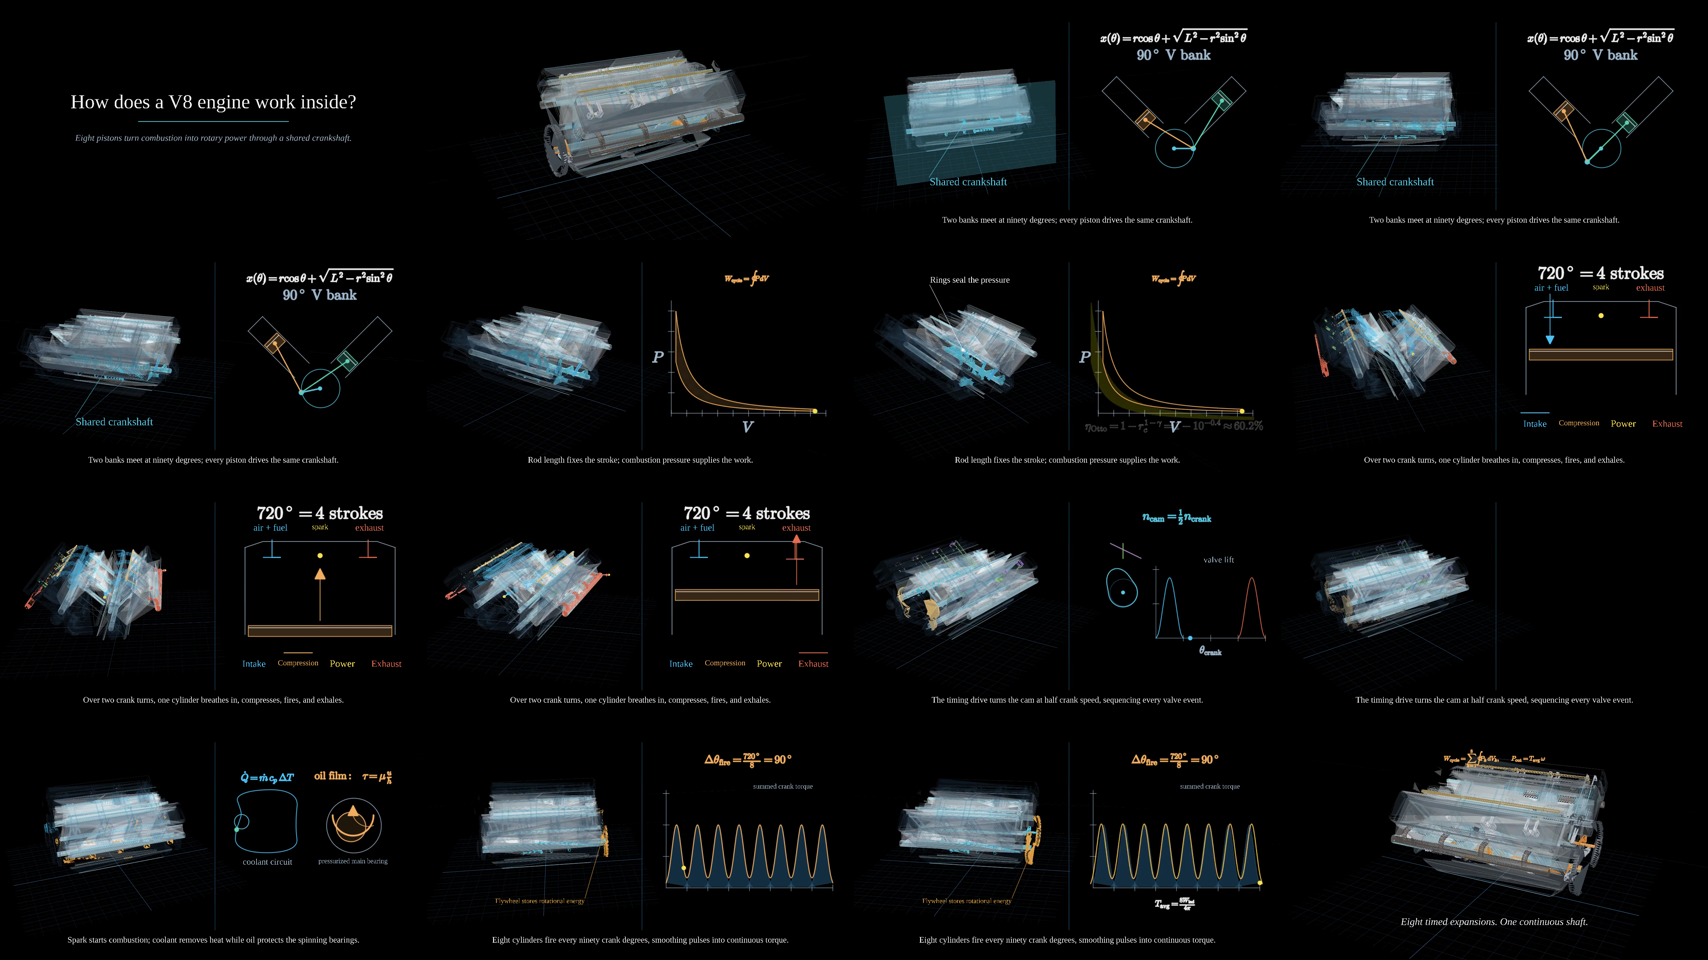 How does a V8 engine work inside?
Eight pistons turn combustion into rotary power through a shared crankshaft.
x(θ) = rcos θ + √(L² − r² sin² θ)
90° V bank
Shared crankshaft
Two banks meet at ninety degrees; every piston drives the same crankshaft.
x(θ) = rcos θ + √(L² − r² sin² θ)
90° V bank
Shared crankshaft
Two banks meet at ninety degrees; every piston drives the same crankshaft.
x(θ) = rcos θ + √(L² − r² sin² θ)
90° V bank
Shared crankshaft
Two banks meet at ninety degrees; every piston drives the same crankshaft.
W_cycle = ∮PdV
P
V
Rod length fixes the stroke; combustion pressure supplies the work.
Rings seal the pressure
W_cycle = ∮PdV
P
V
Rod length fixes the stroke; combustion pressure supplies the work.
720° = 4 strokes
air + fuel spark exhaust
Intake Compression Power Exhaust
Over two crank turns, one cylinder breathes in, compresses, fires, and exhales.
720° = 4 strokes
air + fuel spark exhaust
Intake Compression Power Exhaust
Over two crank turns, one cylinder breathes in, compresses, fires, and exhales.
720° = 4 strokes
air + fuel spark exhaust
Intake Compression Power Exhaust
Over two crank turns, one cylinder breathes in, compresses, fires, and exhales.
n_cam = ½ n_crank
valve lift
θ_crank
The timing drive turns the cam at half crank speed, sequencing every valve event.
The timing drive turns the cam at half crank speed, sequencing every valve event.
Q̇ = ṁ c_p ΔT oil film : τ = μ u/h
coolant circuit pressurized main bearing
Spark starts combustion; coolant removes heat while oil protects the spinning bearings.
Δθ_fire = 720°/8 = 90°
summed crank torque
Flywheel stores rotational energy
Eight cylinders fire every ninety crank degrees, smoothing pulses into continuous torque.
Δθ_fire = 720°/8 = 90°
summed crank torque
Flywheel stores rotational energy
Eight cylinders fire every ninety crank degrees, smoothing pulses into continuous torque.
Eight timed expansions. One continuous shaft.